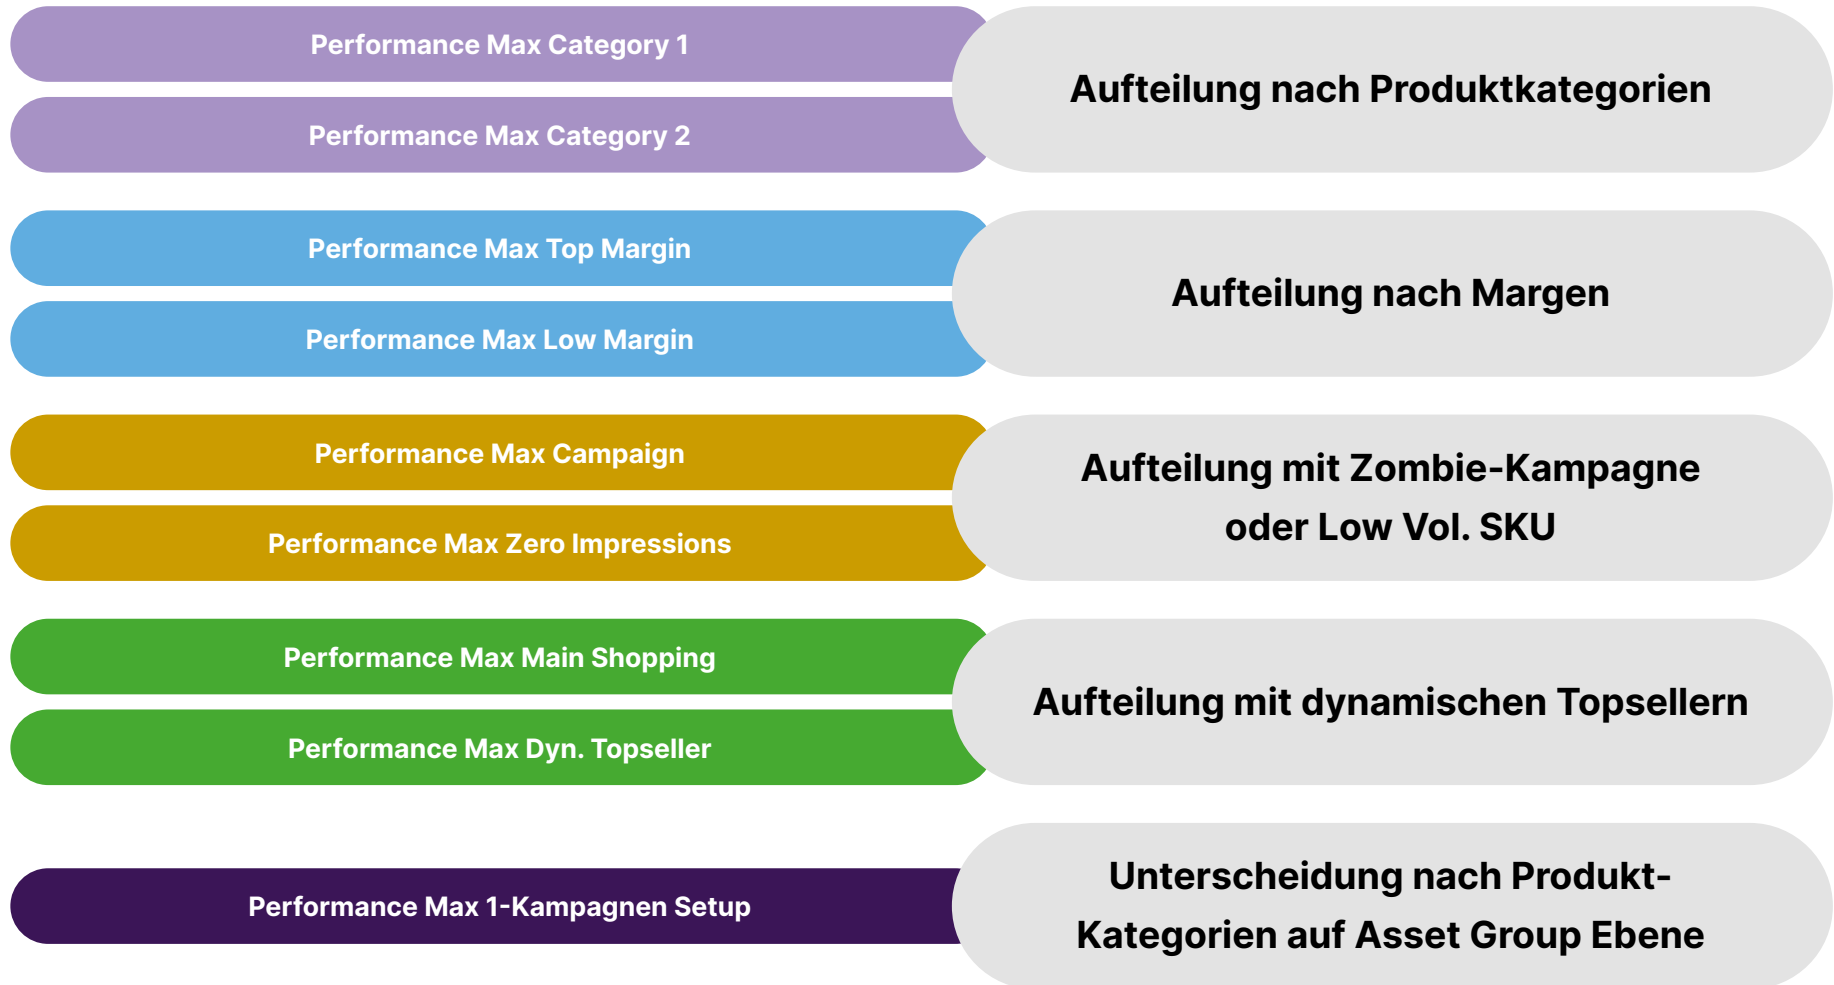 Performance Max Category 1
Performance Max Category 2
Aufteilung nach Produktkategorien
Performance Max Top Margin
Performance Max Low Margin
Aufteilung nach Margen
Performance Max Campaign
Performance Max Zero Impressions
Aufteilung mit Zombie-Kampagne
oder Low Vol. SKU
Performance Max Main Shopping
Performance Max Dyn. Topseller
Aufteilung mit dynamischen Topsellern
Performance Max 1-Kampagnen Setup
Unterscheidung nach Produkt-
Kategorien auf Asset Group Ebene